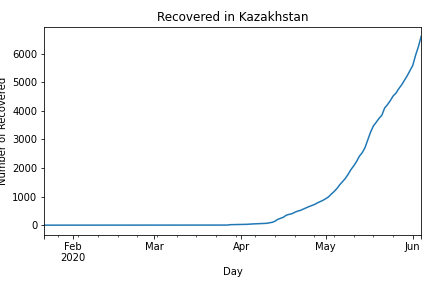 Recovered in Kazakhstan
Number of Recovered
6000
5000
4000
3000
2000
1000
0
Feb
2020
Mar
Apr
May
Jun
Day